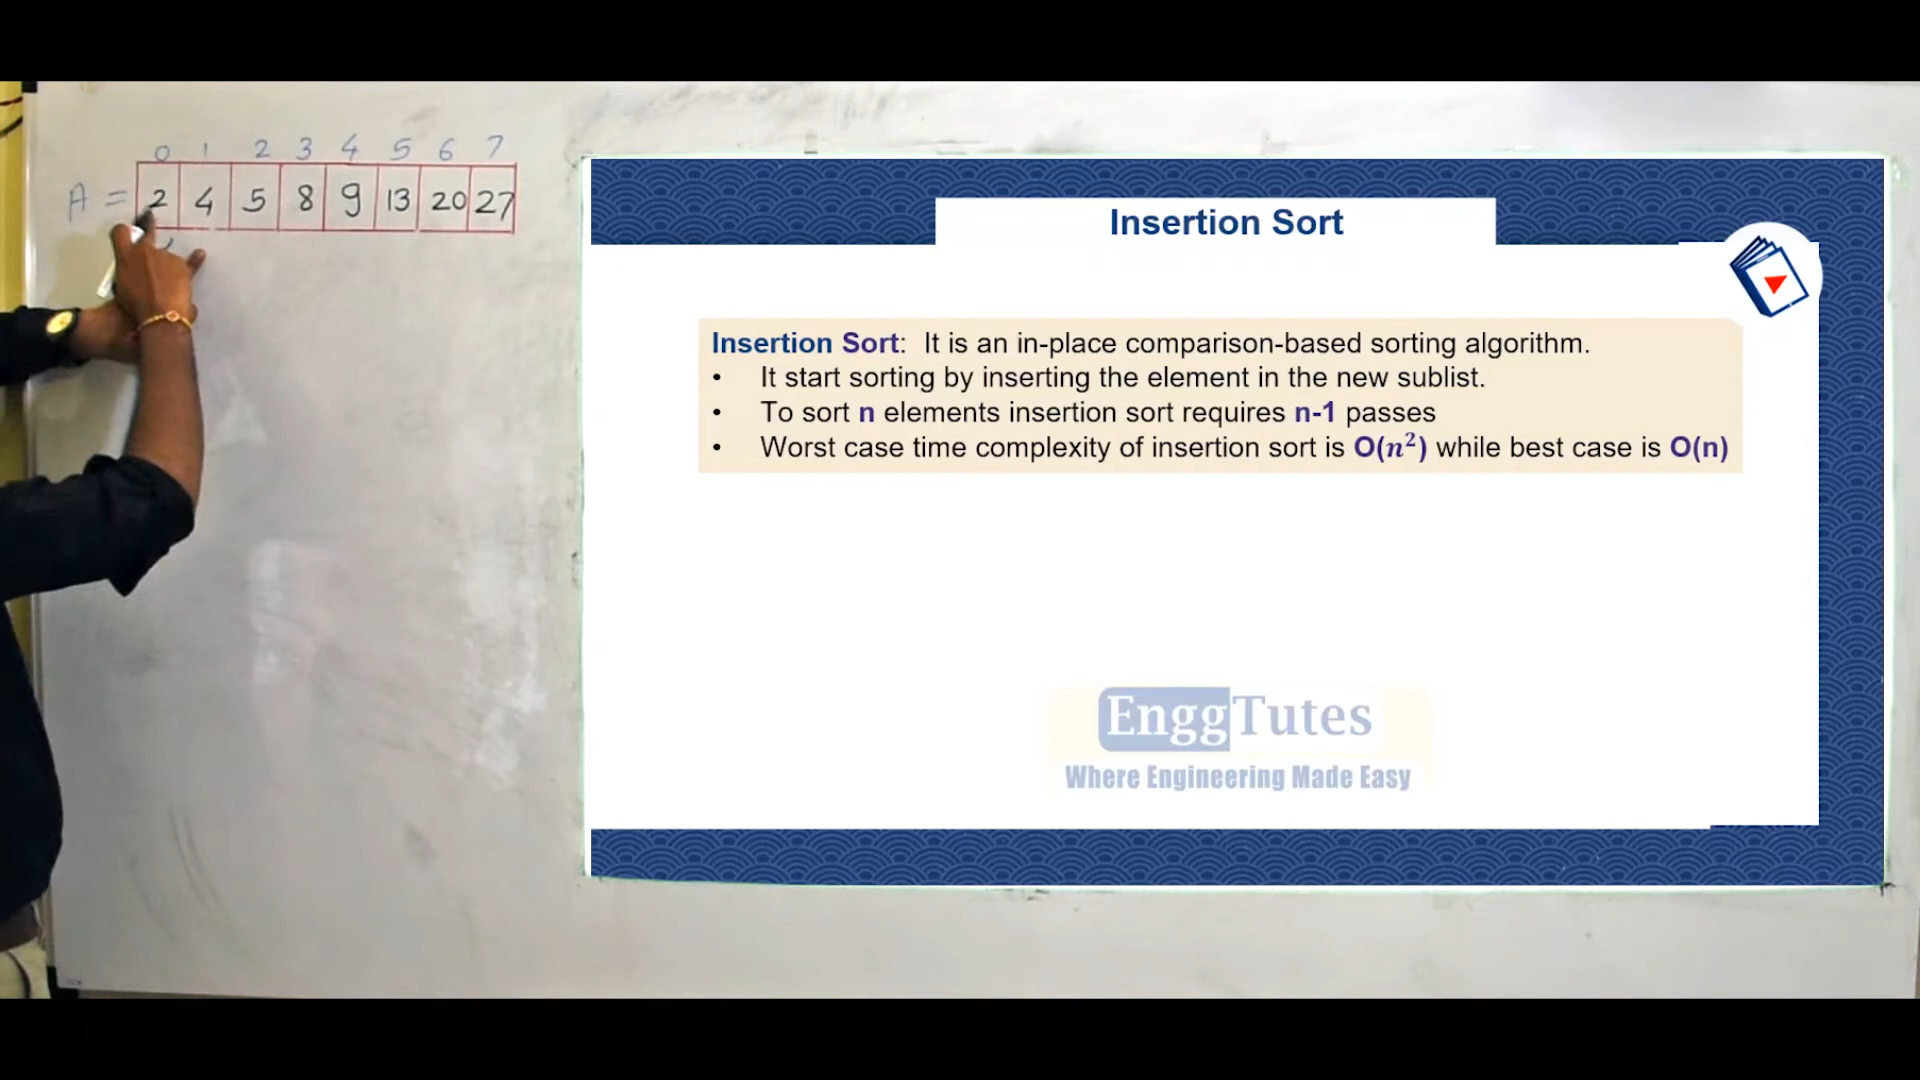 0 1 2 3 4 5 6 7
A = 2 4 5 8 9 13 20 27
Insertion Sort
Insertion Sort: It is an in-place comparison-based sorting algorithm.
• It start sorting by inserting the element in the new sublist.
• To sort n elements insertion sort requires n-1 passes
• Worst case time complexity of insertion sort is O(n²) while best case is O(n)
EnggTutes
Where Engineering Made Easy